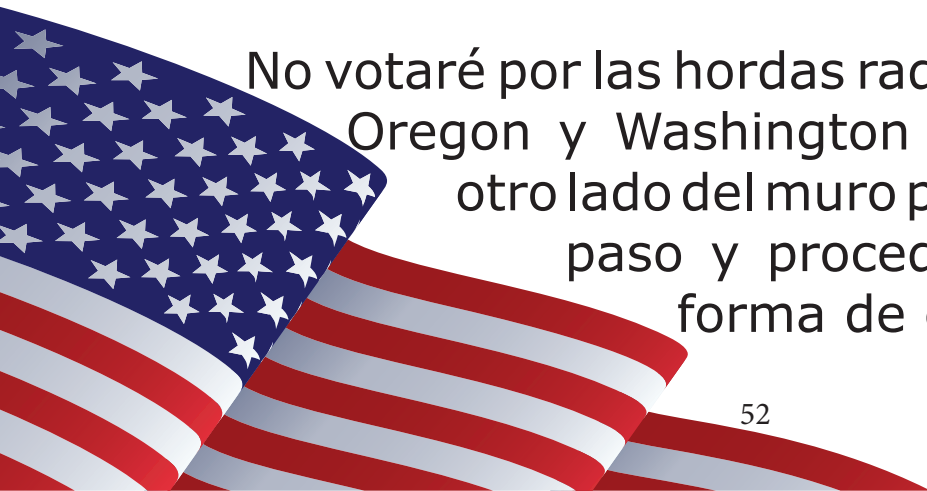 No votaré por las hordas
Oregon y Washington
otro lado del muro
paso y
forma de
52